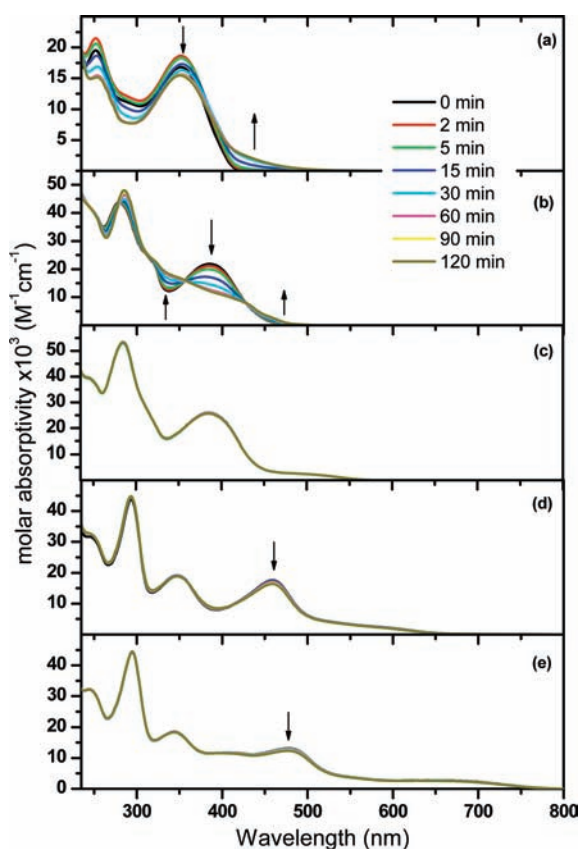 (a)
20
15
10
5
0 min
2 min
5 min
15 min
30 min
60 min
90 min
120 min
(b)
50
40
30
20
10
(c)
50
40
30
20
10
(d)
40
30
20
10
(e)
40
30
20
10
0
300 400 500 600 700 800
Wavelength (nm)
molar absorptivity x10³ (M⁻¹cm⁻¹)